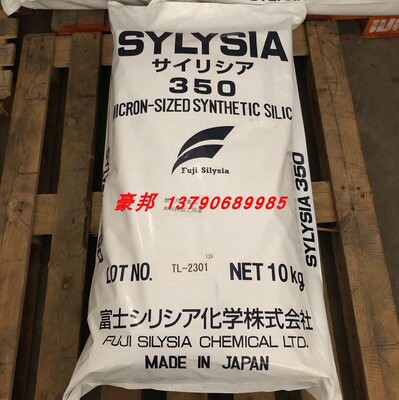 SYLYSIA
サイリシア
350
MICRON-SIZED SYNTHETIC SILIC
Fuji Silysia
豪邦 13790689985
SYLYSIA 350
LOT NO. TL-2301 NET 10kg
富士シリシア化学株式会社
FUJI SILYSIA CHEMICAL LTD.
MADE IN JAPAN